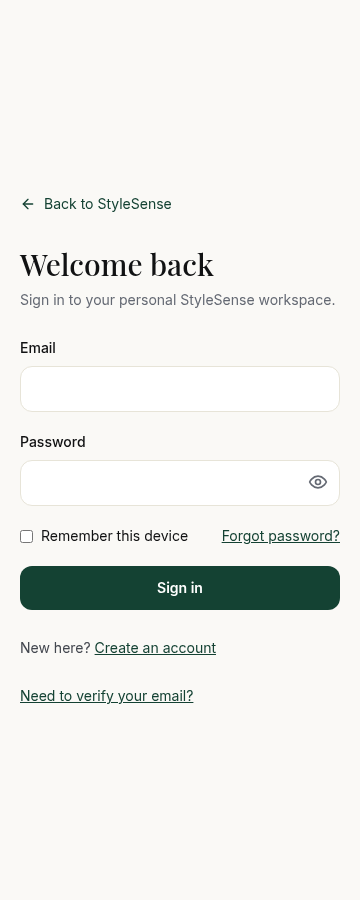 Back to StyleSense
Welcome back
Sign in to your personal StyleSense workspace.
Email
Password
Remember this device Forgot password?
Sign in
New here? Create an account
Need to verify your email?